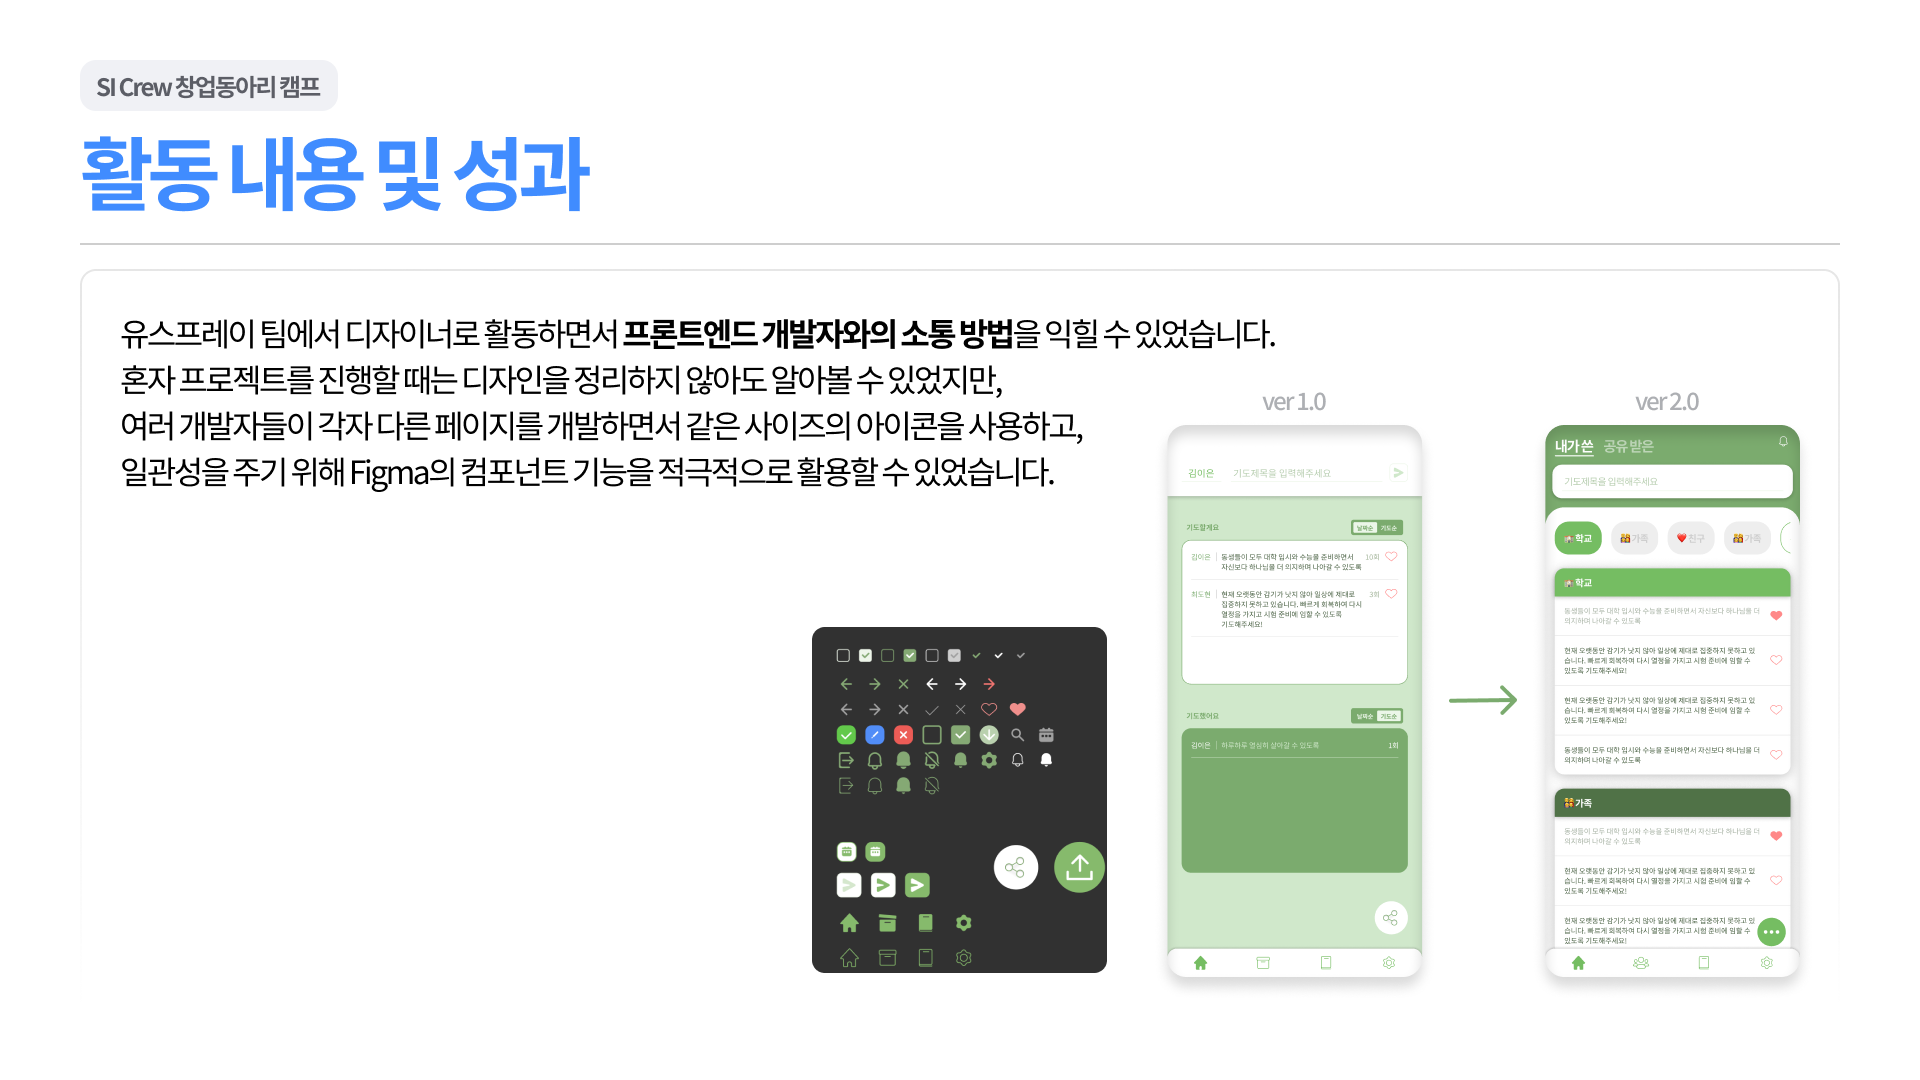 SI Crew 창업동아리 캠프
활동 내용 및 성과
유스프레이 팀에서 디자이너로 활동하면서 프론트엔드 개발자와의 소통 방법을 익힐 수 있었습니다.
혼자 프로젝트를 진행할 때는 디자인을 정리하지 않아도 알아볼 수 있었지만,
여러 개발자들이 각자 다른 페이지를 개발하면서 같은 사이즈의 아이콘을 사용하고,
일관성을 주기 위해 Figma의 컴포넌트 기능을 적극적으로 활용할 수 있었습니다.
ver 1.0
김이은 기도제목을 입력해주세요
기도할게요 날짜순 기도순
김이은 동생들이 모두 대학 입시와 수능을 준비하면서 10회
자신보다 하나님을 더 의지하며 나아갈 수 있도록
최도현 현재 오랫동안 감기가 낫지 않아 일상에 제대로 3회
집중하지 못하고 있습니다. 빠르게 회복하여 다시
열정을 가지고 시험 준비에 임할 수 있도록
기도해주세요!
기도했어요 날짜순 기도순
김이은 하루하루 열심히 살아갈 수 있도록 1회
ver 2.0
내가 쓴 공유 받은
기도제목을 입력해주세요
학교 가족 친구 가족
학교
동생들이 모두 대학 입시와 수능을 준비하면서 자신보다 하나님을 더
의지하며 나아갈 수 있도록
현재 오랫동안 감기가 낫지 않아 일상에 제대로 집중하지 못하고 있
습니다. 빠르게 회복하여 다시 열정을 가지고 시험 준비에 임할 수
있도록 기도해주세요!
현재 오랫동안 감기가 낫지 않아 일상에 제대로 집중하지 못하고 있
습니다. 빠르게 회복하여 다시 열정을 가지고 시험 준비에 임할 수
있도록 기도해주세요!
동생들이 모두 대학 입시와 수능을 준비하면서 자신보다 하나님을 더
의지하며 나아갈 수 있도록
가족
동생들이 모두 대학 입시와 수능을 준비하면서 자신보다 하나님을 더
의지하며 나아갈 수 있도록
현재 오랫동안 감기가 낫지 않아 일상에 제대로 집중하지 못하고 있
습니다. 빠르게 회복하여 다시 열정을 가지고 시험 준비에 임할 수
있도록 기도해주세요!
현재 오랫동안 감기가 낫지 않아 일상에 제대로 집중하지 못하고 있
습니다. 빠르게 회복하여 다시 열정을 가지고 시험 준비에 임할 수
있도록 기도해주세요!